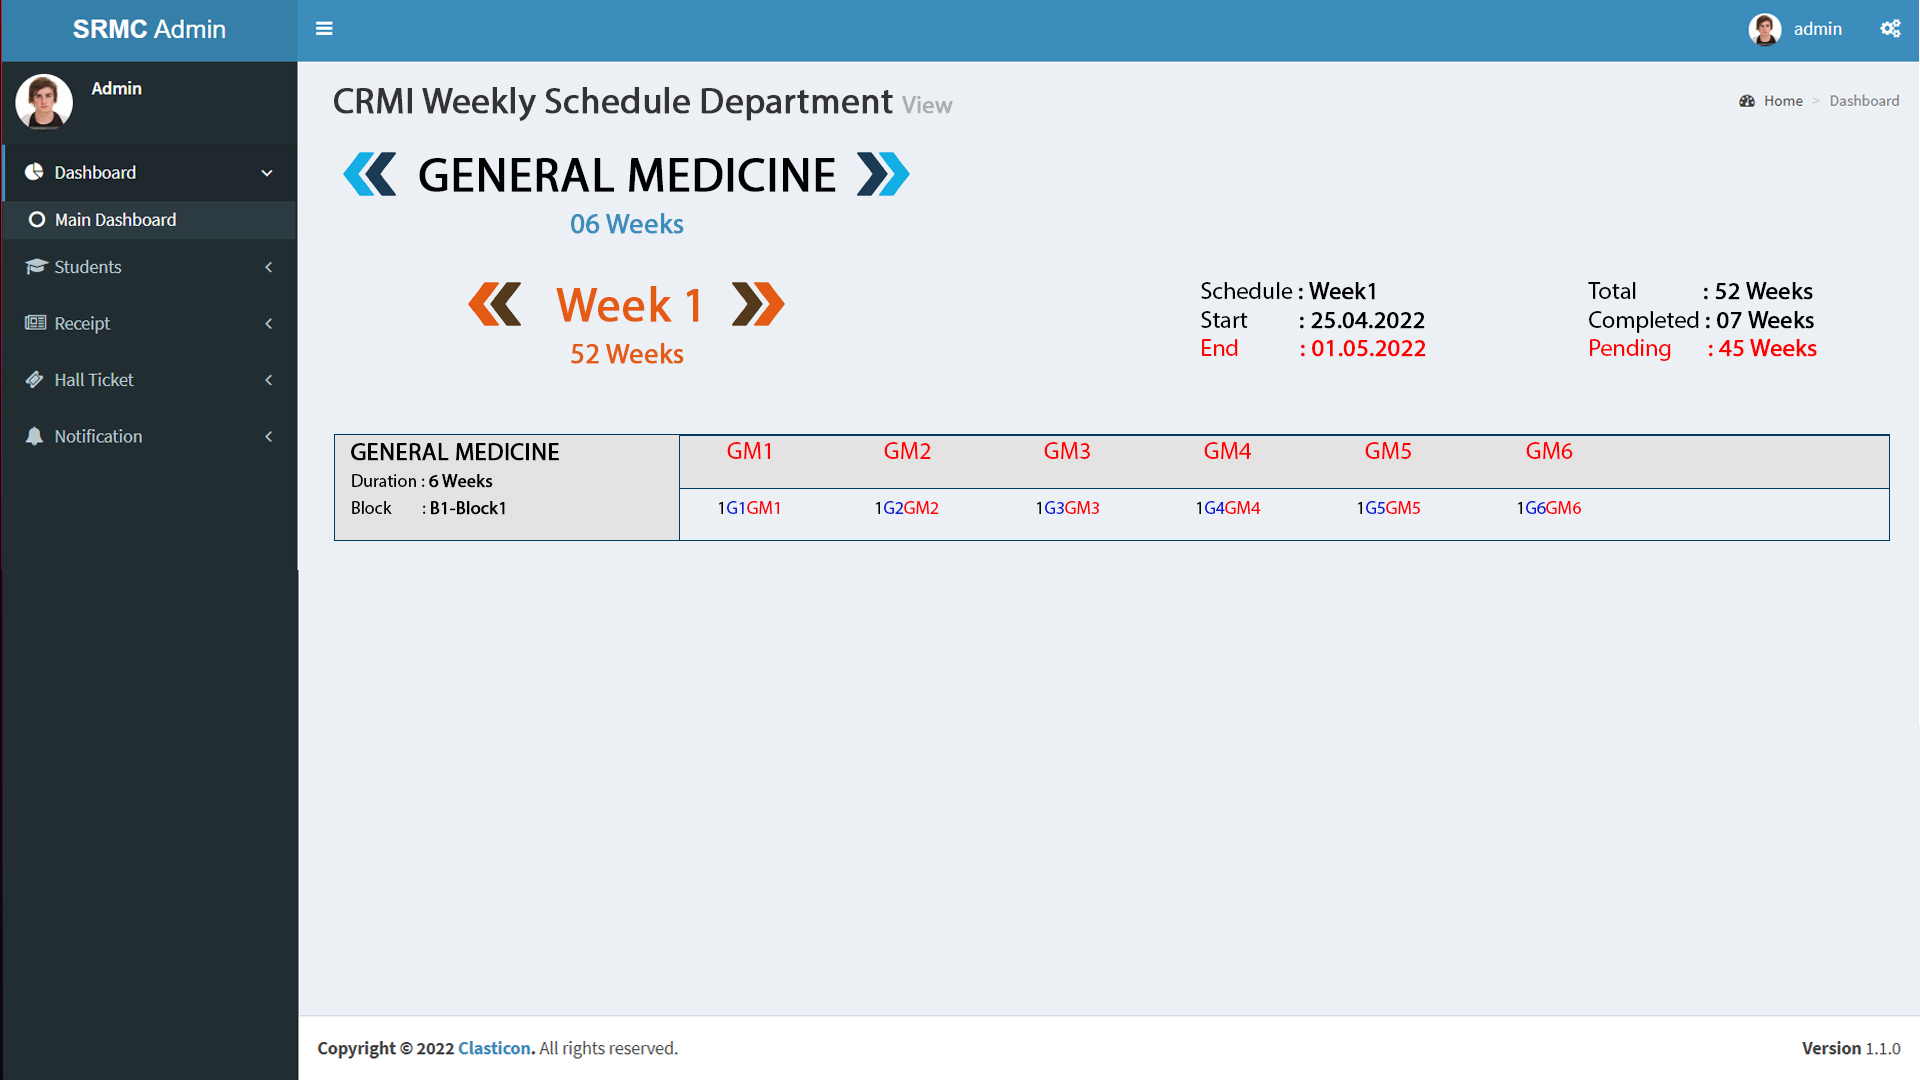 SRMC Admin
admin
Admin
Dashboard
Main Dashboard
Students
Receipt
Hall Ticket
Notification
CRMI Weekly Schedule Department View
Home > Dashboard
GENERAL MEDICINE
06 Weeks
Week 1
52 Weeks
Schedule : Week1
Start : 25.04.2022
End : 01.05.2022
Total : 52 Weeks
Completed : 07 Weeks
Pending : 45 Weeks
GENERAL MEDICINE
Duration : 6 Weeks
Block : B1-Block1
GM1 GM2 GM3 GM4 GM5 GM6
1G1GM1 1G2GM2 1G3GM3 1G4GM4 1G5GM5 1G6GM6
Copyright © 2022 Clasticon. All rights reserved.
Version 1.1.0